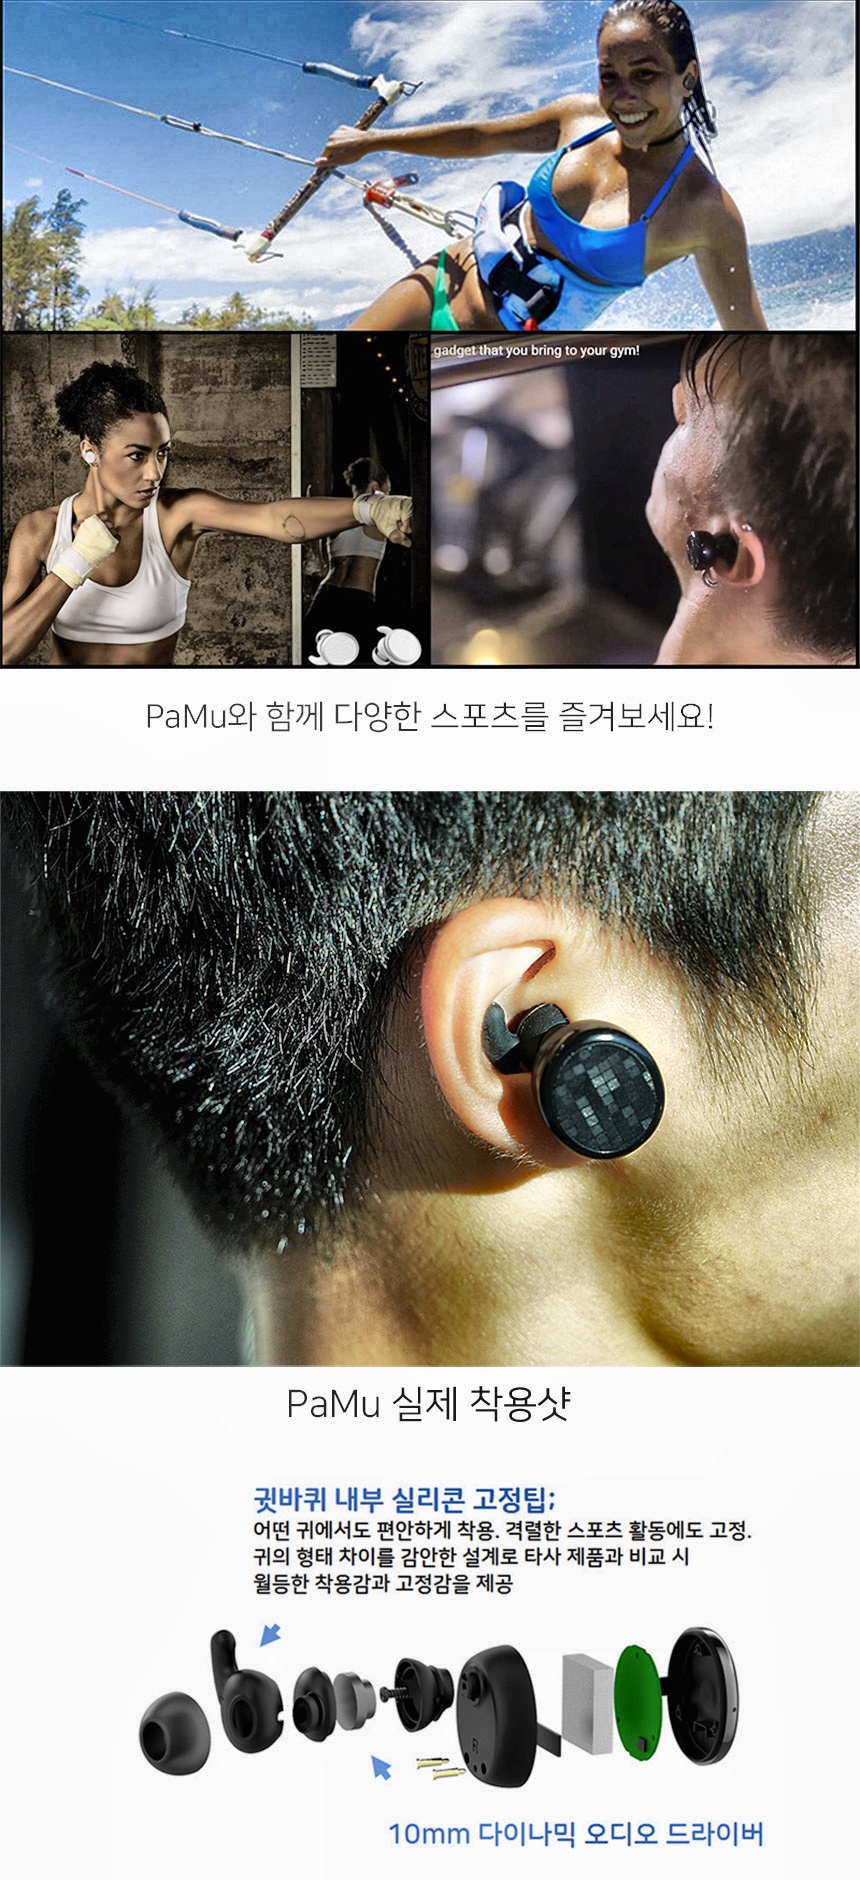 gadget that you bring to your gym!
PaMu와 함께 다양한 스포츠를 즐겨보세요!
PaMu 실제 착용샷
귓바퀴 내부 실리콘 고정팁;
어떤 귀에서도 편안하게 착용. 격렬한 스포츠 활동에도 고정.
귀의 형태 차이를 감안한 설계로 타사 제품과 비교 시
월등한 착용감과 고정감을 제공
R
10mm 다이나믹 오디오 드라이버